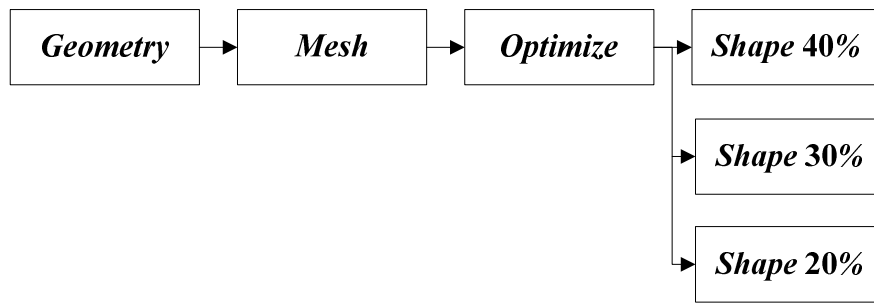 Geometry
Mesh
Optimize
Shape 40%
Shape 30%
Shape 20%